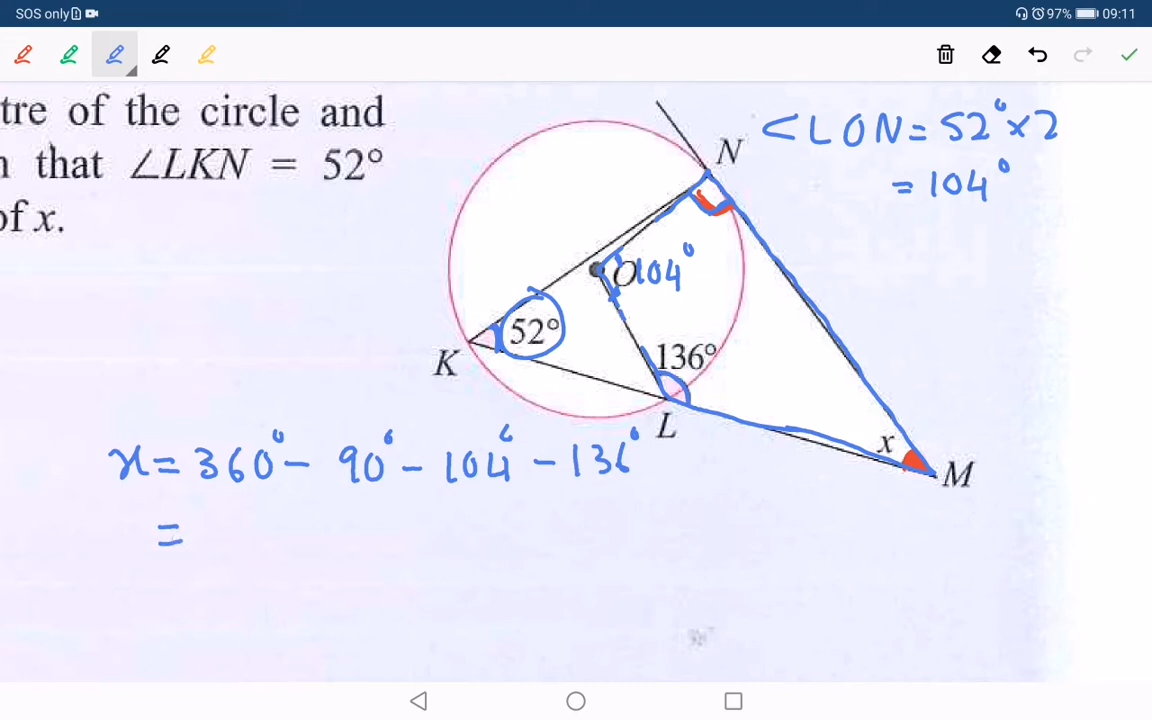 SOS only
97%
09:11
tre of the circle and
n that ∠LKN = 52°
of x.
N
<LON = 52° × 2
= 104°
O
104°
52°
136°
K
L
x
M
x = 360° - 90° - 104° - 136°
=